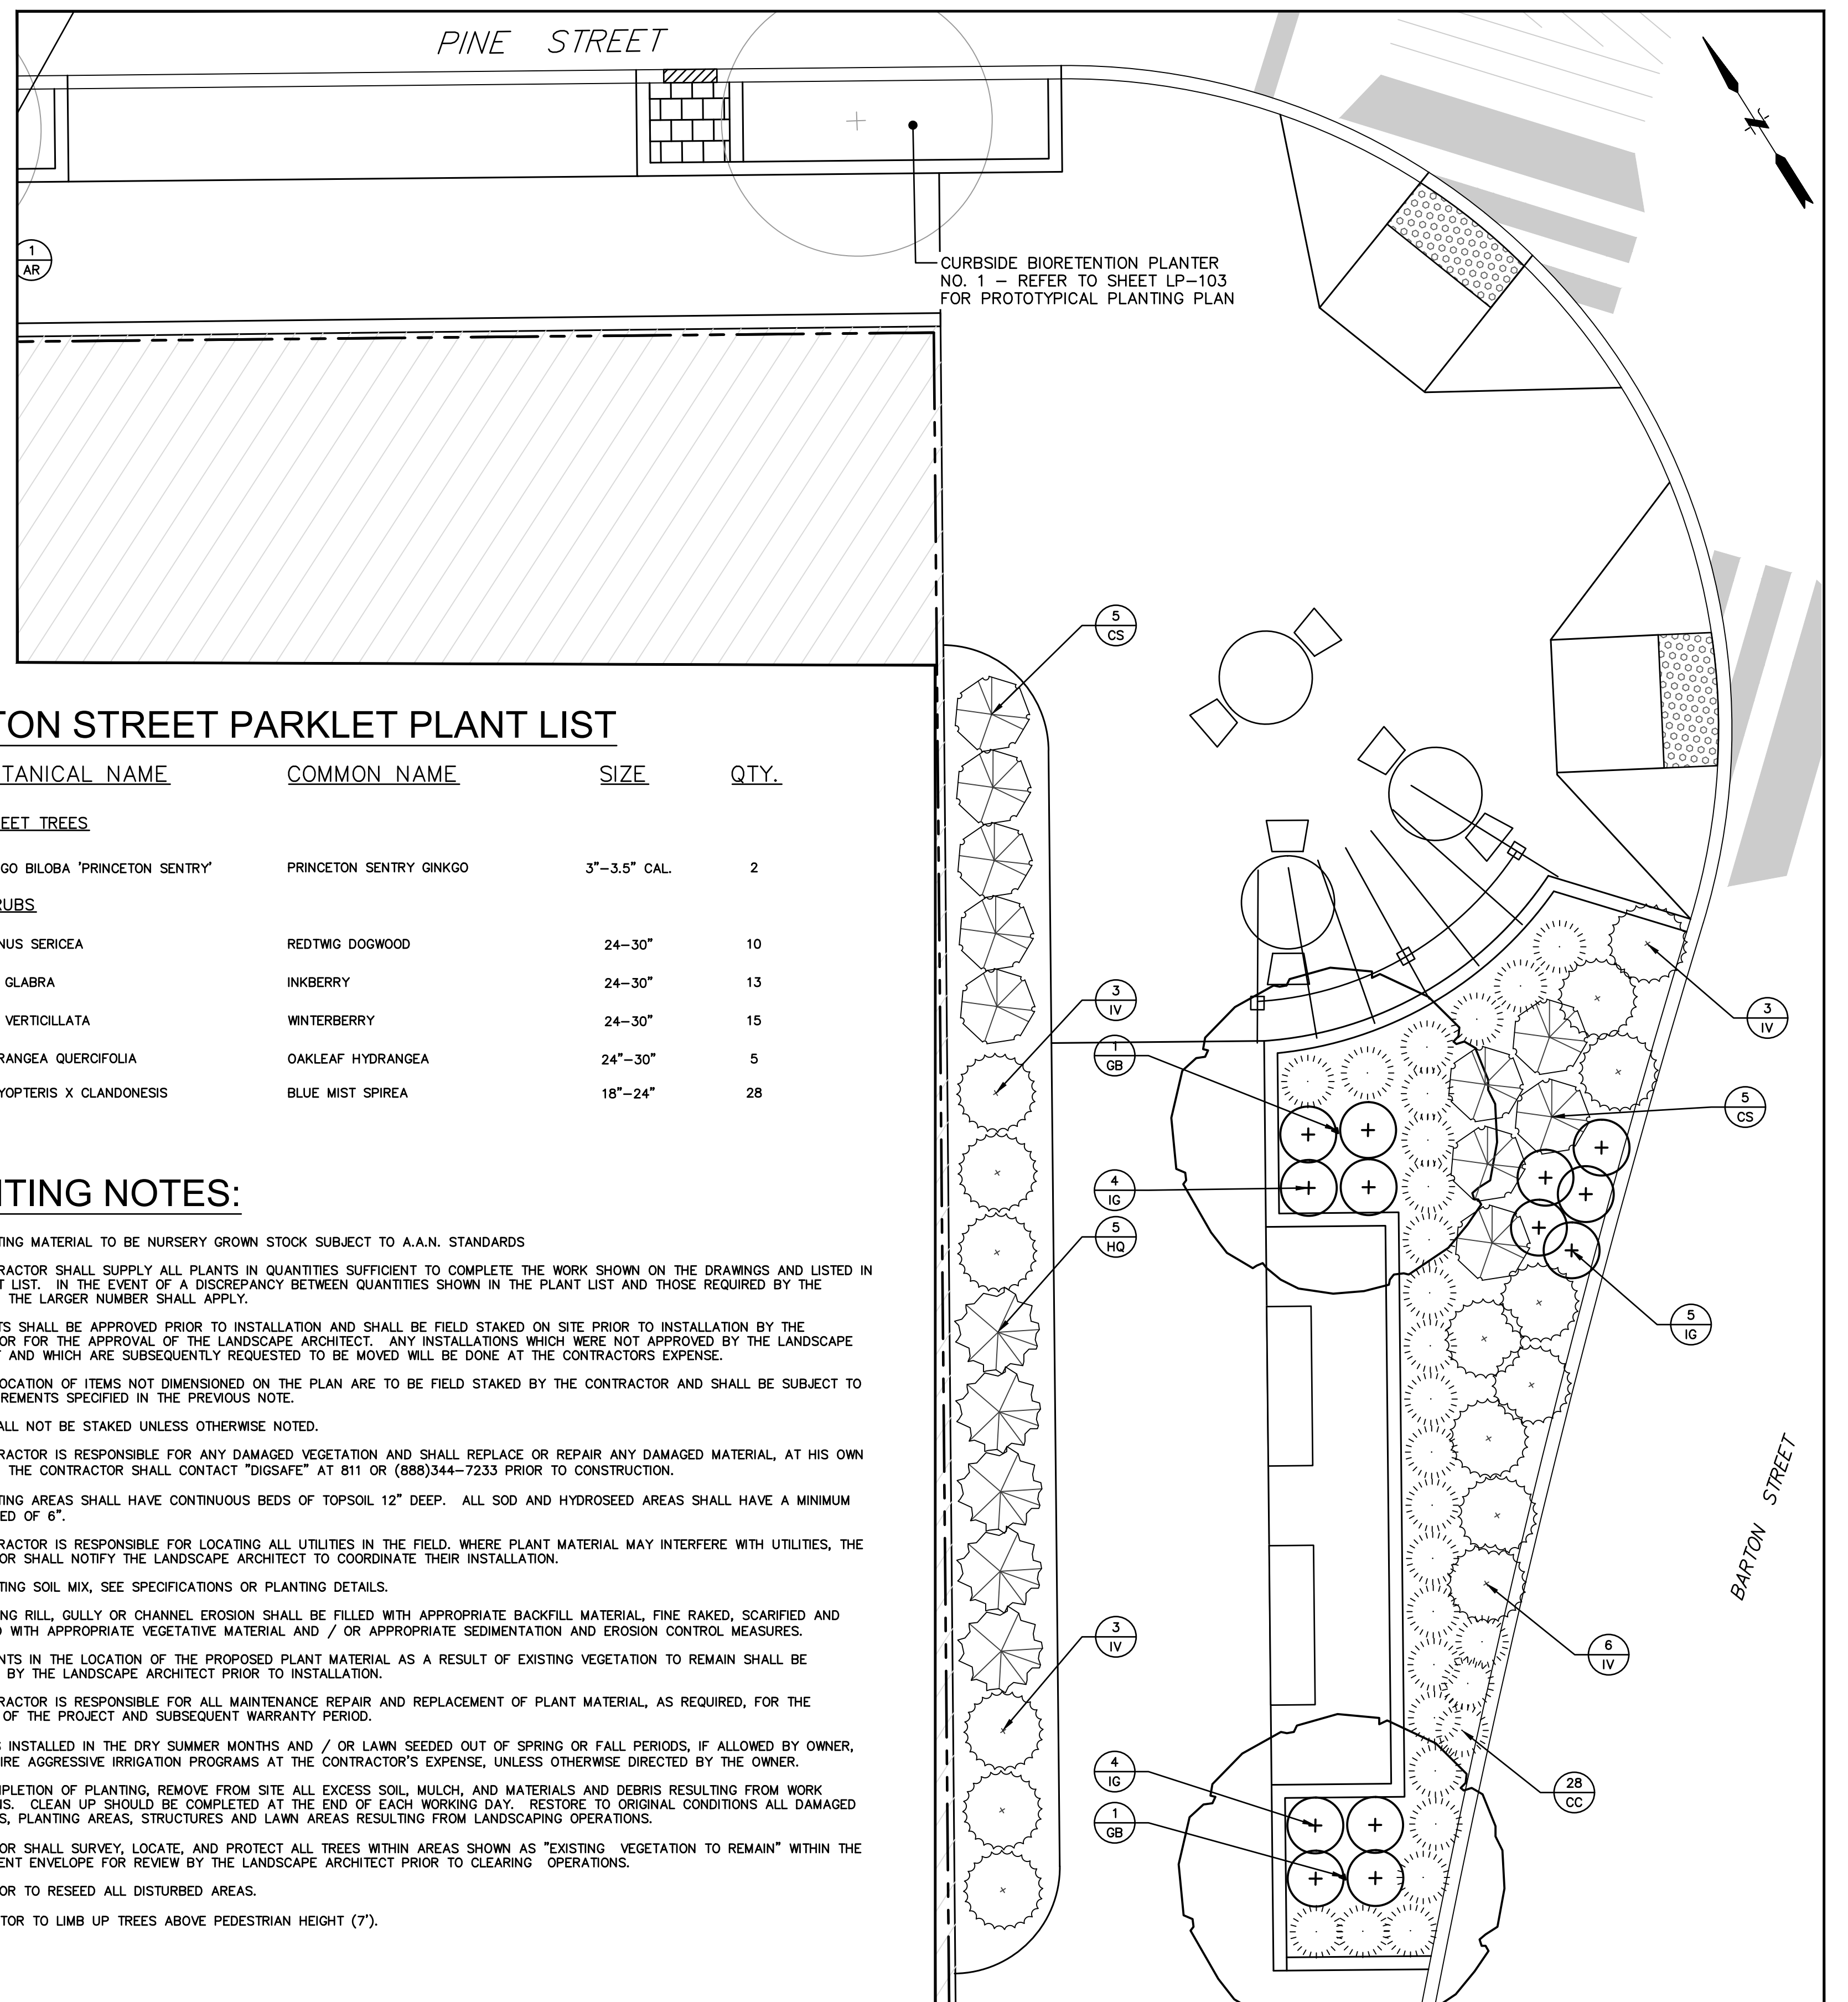 PINE STREET
1
AR
CURBSIDE BIORETENTION PLANTER
NO. 1 – REFER TO SHEET LP–103
FOR PROTOTYPICAL PLANTING PLAN
TON STREET PARKLET PLANT LIST
TANICAL NAME COMMON NAME SIZE QTY.
EET TREES
GO BILOBA 'PRINCETON SENTRY' PRINCETON SENTRY GINKGO 3"–3.5" CAL. 2
RUBS
NUS SERICEA REDTWIG DOGWOOD 24–30" 10
GLABRA INKBERRY 24–30" 13
VERTICILLATA WINTERBERRY 24–30" 15
RANGEA QUERCIFOLIA OAKLEAF HYDRANGEA 24"–30" 5
YOPTERIS X CLANDONESIS BLUE MIST SPIREA 18"–24" 28
TING NOTES:
TING MATERIAL TO BE NURSERY GROWN STOCK SUBJECT TO A.A.N. STANDARDS
RACTOR SHALL SUPPLY ALL PLANTS IN QUANTITIES SUFFICIENT TO COMPLETE THE WORK SHOWN ON THE DRAWINGS AND LISTED IN
T LIST. IN THE EVENT OF A DISCREPANCY BETWEEN QUANTITIES SHOWN IN THE PLANT LIST AND THOSE REQUIRED BY THE
THE LARGER NUMBER SHALL APPLY.
TS SHALL BE APPROVED PRIOR TO INSTALLATION AND SHALL BE FIELD STAKED ON SITE PRIOR TO INSTALLATION BY THE
OR FOR THE APPROVAL OF THE LANDSCAPE ARCHITECT. ANY INSTALLATIONS WHICH WERE NOT APPROVED BY THE LANDSCAPE
T AND WHICH ARE SUBSEQUENTLY REQUESTED TO BE MOVED WILL BE DONE AT THE CONTRACTORS EXPENSE.
OCATION OF ITEMS NOT DIMENSIONED ON THE PLAN ARE TO BE FIELD STAKED BY THE CONTRACTOR AND SHALL BE SUBJECT TO
REMENTS SPECIFIED IN THE PREVIOUS NOTE.
ALL NOT BE STAKED UNLESS OTHERWISE NOTED.
RACTOR IS RESPONSIBLE FOR ANY DAMAGED VEGETATION AND SHALL REPLACE OR REPAIR ANY DAMAGED MATERIAL, AT HIS OWN
THE CONTRACTOR SHALL CONTACT "DIGSAFE" AT 811 OR (888)344–7233 PRIOR TO CONSTRUCTION.
TING AREAS SHALL HAVE CONTINUOUS BEDS OF TOPSOIL 12" DEEP. ALL SOD AND HYDROSEED AREAS SHALL HAVE A MINIMUM
ED OF 6".
RACTOR IS RESPONSIBLE FOR LOCATING ALL UTILITIES IN THE FIELD. WHERE PLANT MATERIAL MAY INTERFERE WITH UTILITIES, THE
OR SHALL NOTIFY THE LANDSCAPE ARCHITECT TO COORDINATE THEIR INSTALLATION.
TING SOIL MIX, SEE SPECIFICATIONS OR PLANTING DETAILS.
NG RILL, GULLY OR CHANNEL EROSION SHALL BE FILLED WITH APPROPRIATE BACKFILL MATERIAL, FINE RAKED, SCARIFIED AND
D WITH APPROPRIATE VEGETATIVE MATERIAL AND / OR APPROPRIATE SEDIMENTATION AND EROSION CONTROL MEASURES.
NTS IN THE LOCATION OF THE PROPOSED PLANT MATERIAL AS A RESULT OF EXISTING VEGETATION TO REMAIN SHALL BE
BY THE LANDSCAPE ARCHITECT PRIOR TO INSTALLATION.
RACTOR IS RESPONSIBLE FOR ALL MAINTENANCE REPAIR AND REPLACEMENT OF PLANT MATERIAL, AS REQUIRED, FOR THE
OF THE PROJECT AND SUBSEQUENT WARRANTY PERIOD.
S INSTALLED IN THE DRY SUMMER MONTHS AND / OR LAWN SEEDED OUT OF SPRING OR FALL PERIODS, IF ALLOWED BY OWNER,
IRE AGGRESSIVE IRRIGATION PROGRAMS AT THE CONTRACTOR'S EXPENSE, UNLESS OTHERWISE DIRECTED BY THE OWNER.
MPLETION OF PLANTING, REMOVE FROM SITE ALL EXCESS SOIL, MULCH, AND MATERIALS AND DEBRIS RESULTING FROM WORK
NS. CLEAN UP SHOULD BE COMPLETED AT THE END OF EACH WORKING DAY. RESTORE TO ORIGINAL CONDITIONS ALL DAMAGED
S, PLANTING AREAS, STRUCTURES AND LAWN AREAS RESULTING FROM LANDSCAPING OPERATIONS.
OR SHALL SURVEY, LOCATE, AND PROTECT ALL TREES WITHIN AREAS SHOWN AS "EXISTING VEGETATION TO REMAIN" WITHIN THE
ENT ENVELOPE FOR REVIEW BY THE LANDSCAPE ARCHITECT PRIOR TO CLEARING OPERATIONS.
OR TO RESEED ALL DISTURBED AREAS.
TOR TO LIMB UP TREES ABOVE PEDESTRIAN HEIGHT (7').
5
CS
3
IV
1
GB
4
IG
5
HQ
3
IV
4
IG
1
GB
3
IV
5
CS
5
IG
6
IV
28
CC
BARTON STREET